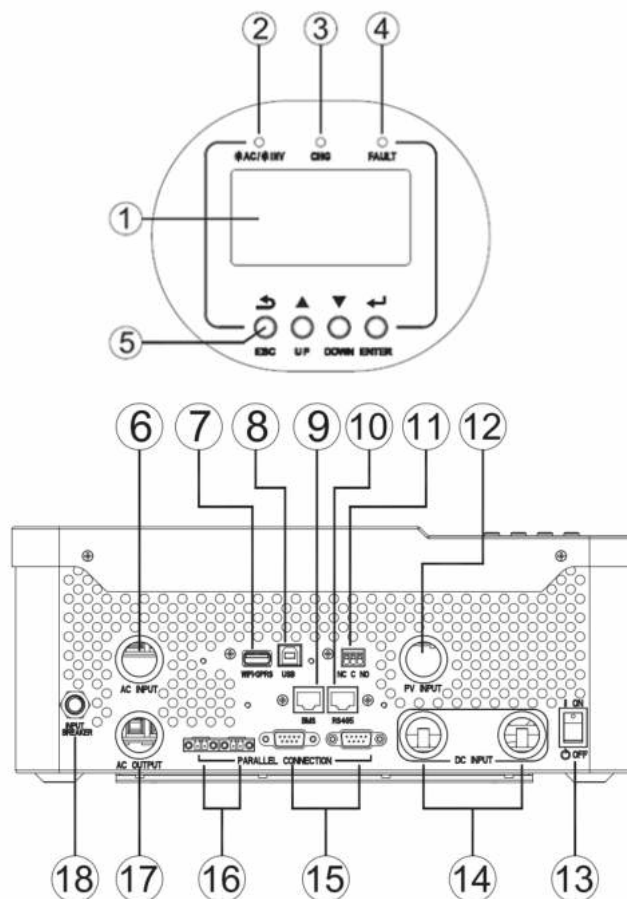 ② ③ ④
☀AC/☀INV CHG FAULT
①
⑤
ESC UP DOWN ENTER
⑥ ⑦ ⑧ ⑨ ⑩ ⑪ ⑫
AC INPUT WIFI-GPRS USB NC C NO PV INPUT
BMS RS485
I ON
INPUT BREAKER
AC OUTPUT PARALLEL CONNECTION DC INPUT OFF
⑱ ⑰ ⑯ ⑮ ⑭ ⑬